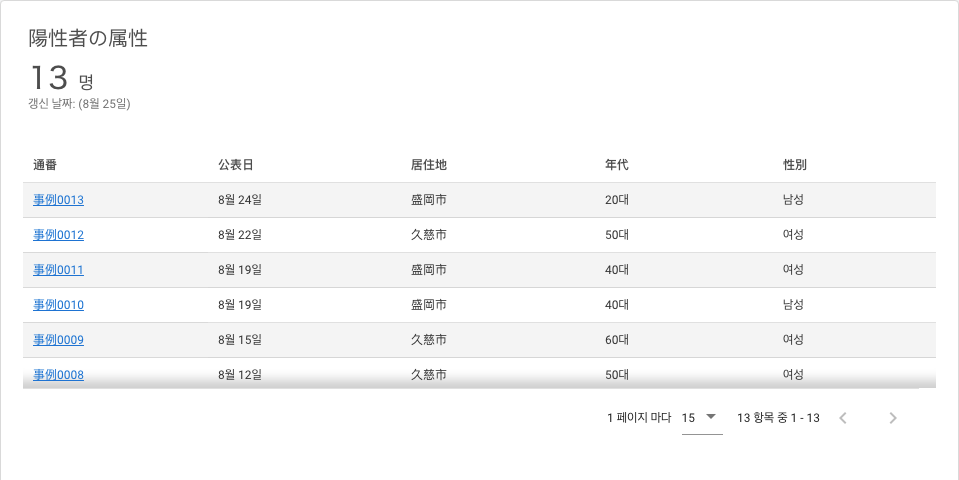 陽性者の属性
13 명
갱신 날짜: (8월 25일)
通番 公表日 居住地 年代 性別
事例0013 8월 24일 盛岡市 20대 남성
事例0012 8월 22일 久慈市 50대 여성
事例0011 8월 19일 盛岡市 40대 여성
事例0010 8월 19일 盛岡市 40대 남성
事例0009 8월 15일 久慈市 60대 여성
事例0008 8월 12일 久慈市 50대 여성
1 페이지 마다 15 13 항목 중 1 - 13